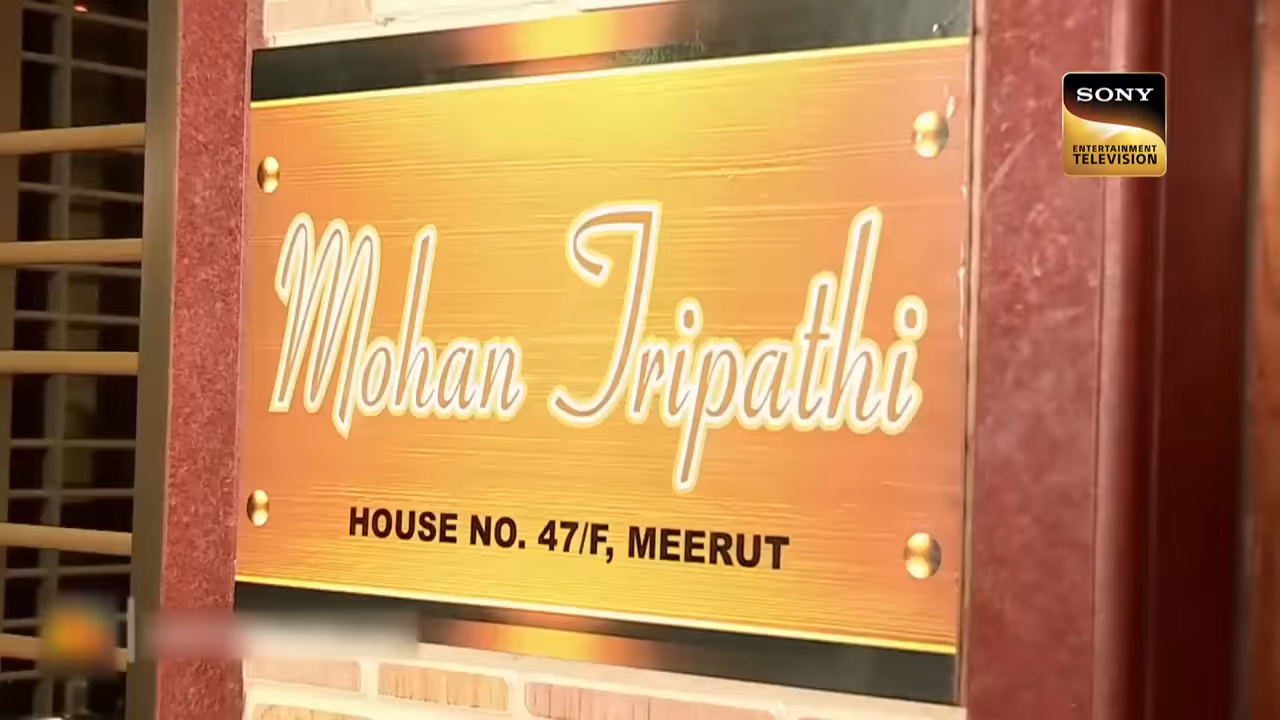 Mohan Tripathi
HOUSE NO. 47/F, MEERUT
SONY
ENTERTAINMENT
TELEVISION